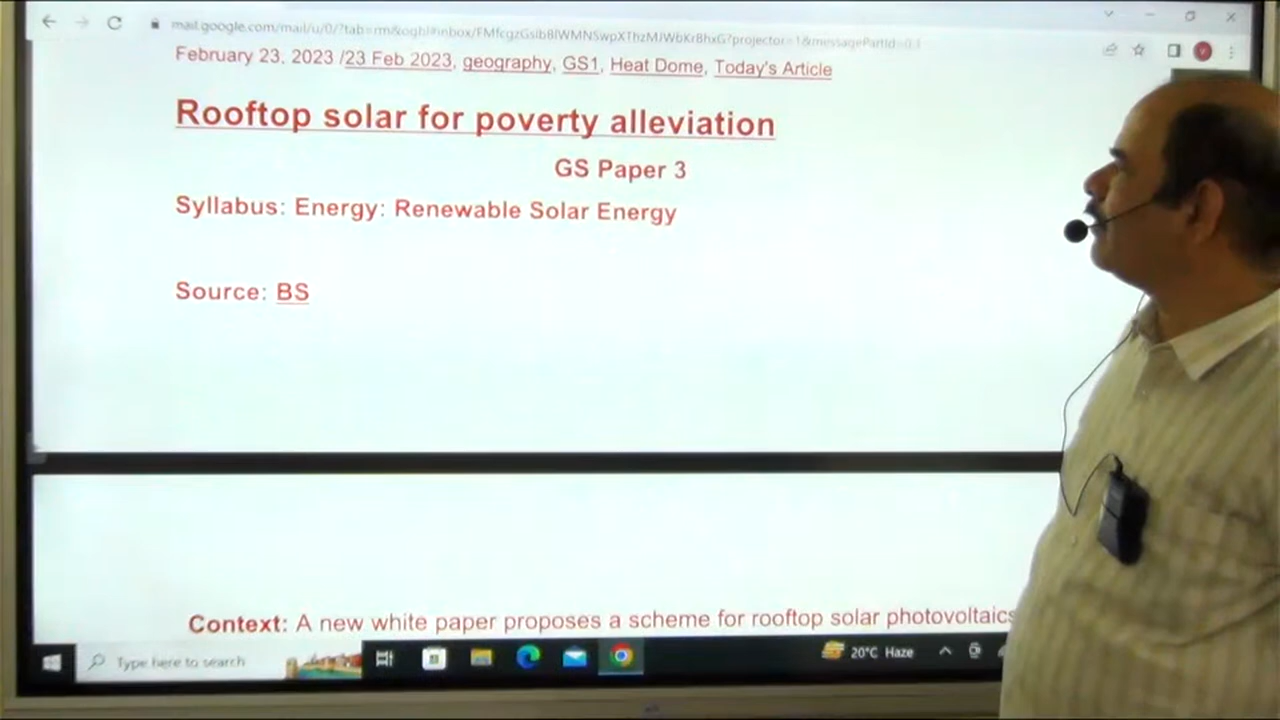 February 23, 2023 /23 Feb 2023, geography, GS1, Heat Dome, Today's Article
Rooftop solar for poverty alleviation
GS Paper 3
Syllabus: Energy: Renewable Solar Energy
Source: BS
Context: A new white paper proposes a scheme for rooftop solar photovoltaics
Type here to search
20°C Haze